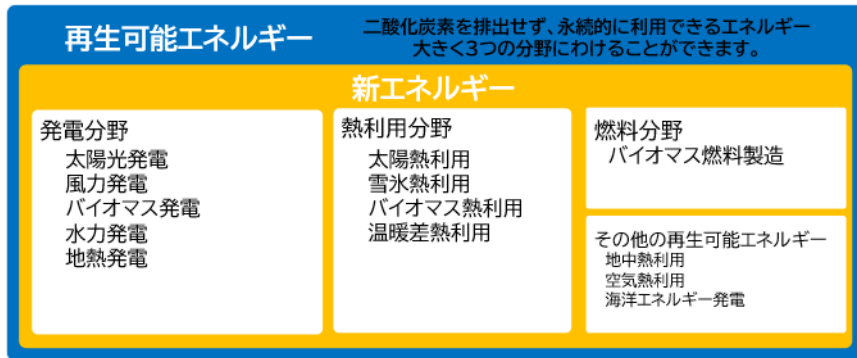 再生可能エネルギー
二酸化炭素を排出せず、永続的に利用できるエネルギー
大きく3つの分野にわけることができます。
新エネルギー
発電分野
太陽光発電
風力発電
バイオマス発電
水力発電
地熱発電
熱利用分野
太陽熱利用
雪氷熱利用
バイオマス熱利用
温暖差熱利用
燃料分野
バイオマス燃料製造
その他の再生可能エネルギー
地中熱利用
空気熱利用
海洋エネルギー発電